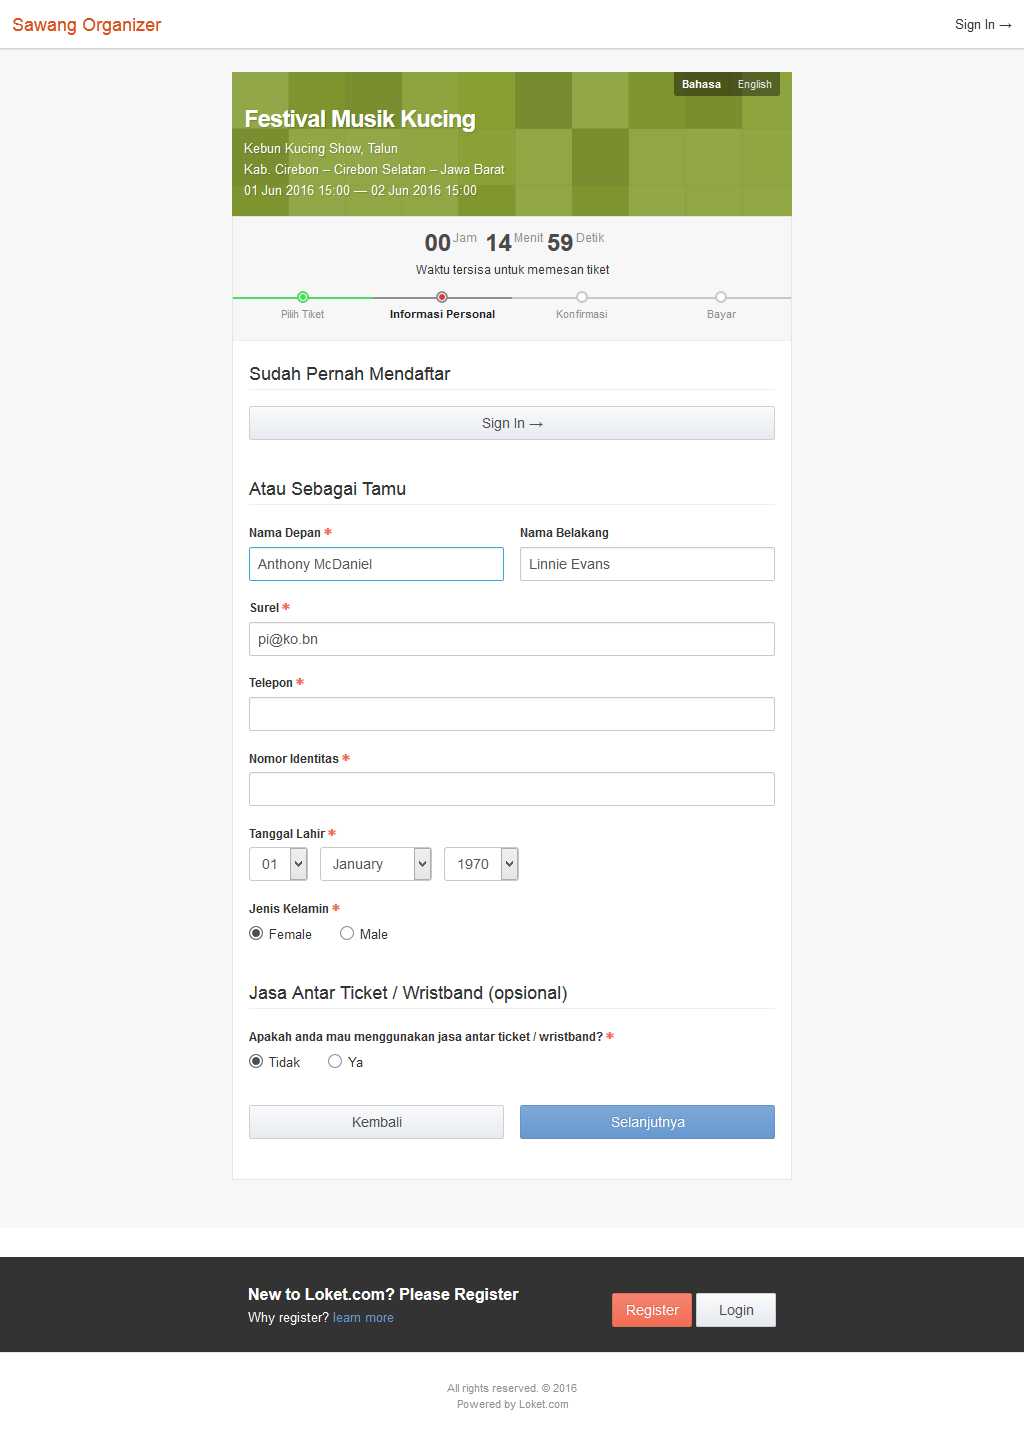 Sawang Organizer
Sign In →
Bahasa English
Festival Musik Kucing
Kebun Kucing Show, Talun
Kab. Cirebon – Cirebon Selatan – Jawa Barat
01 Jun 2016 15:00 — 02 Jun 2016 15:00
00 Jam 14 Menit 59 Detik
Waktu tersisa untuk memesan tiket
Pilih Tiket Informasi Personal Konfirmasi Bayar
Sudah Pernah Mendaftar
Sign In →
Atau Sebagai Tamu
Nama Depan * Nama Belakang
Anthony McDaniel Linnie Evans
Surel *
pi@ko.bn
Telepon *
Nomor Identitas *
Tanggal Lahir *
01 January 1970
Jenis Kelamin *
Female Male
Jasa Antar Ticket / Wristband (opsional)
Apakah anda mau menggunakan jasa antar ticket / wristband? *
Tidak Ya
Kembali Selanjutnya
New to Loket.com? Please Register
Why register? learn more
Register Login
All rights reserved. © 2016
Powered by Loket.com